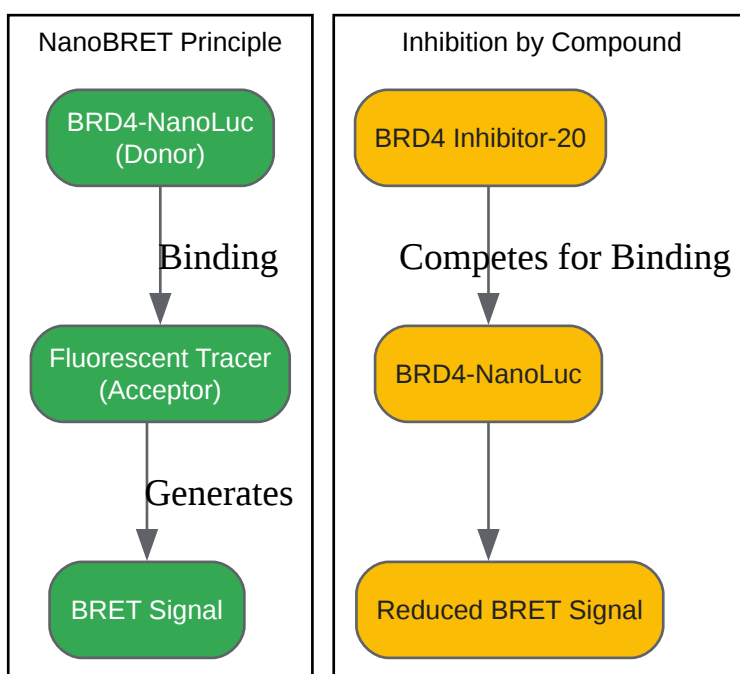 NanoBRET Principle
BRD4-NanoLuc
(Donor)
Binding
Fluorescent Tracer
(Acceptor)
Generates
BRET Signal
Inhibition by Compound
BRD4 Inhibitor-20
Competes for Binding
BRD4-NanoLuc
Reduced BRET Signal